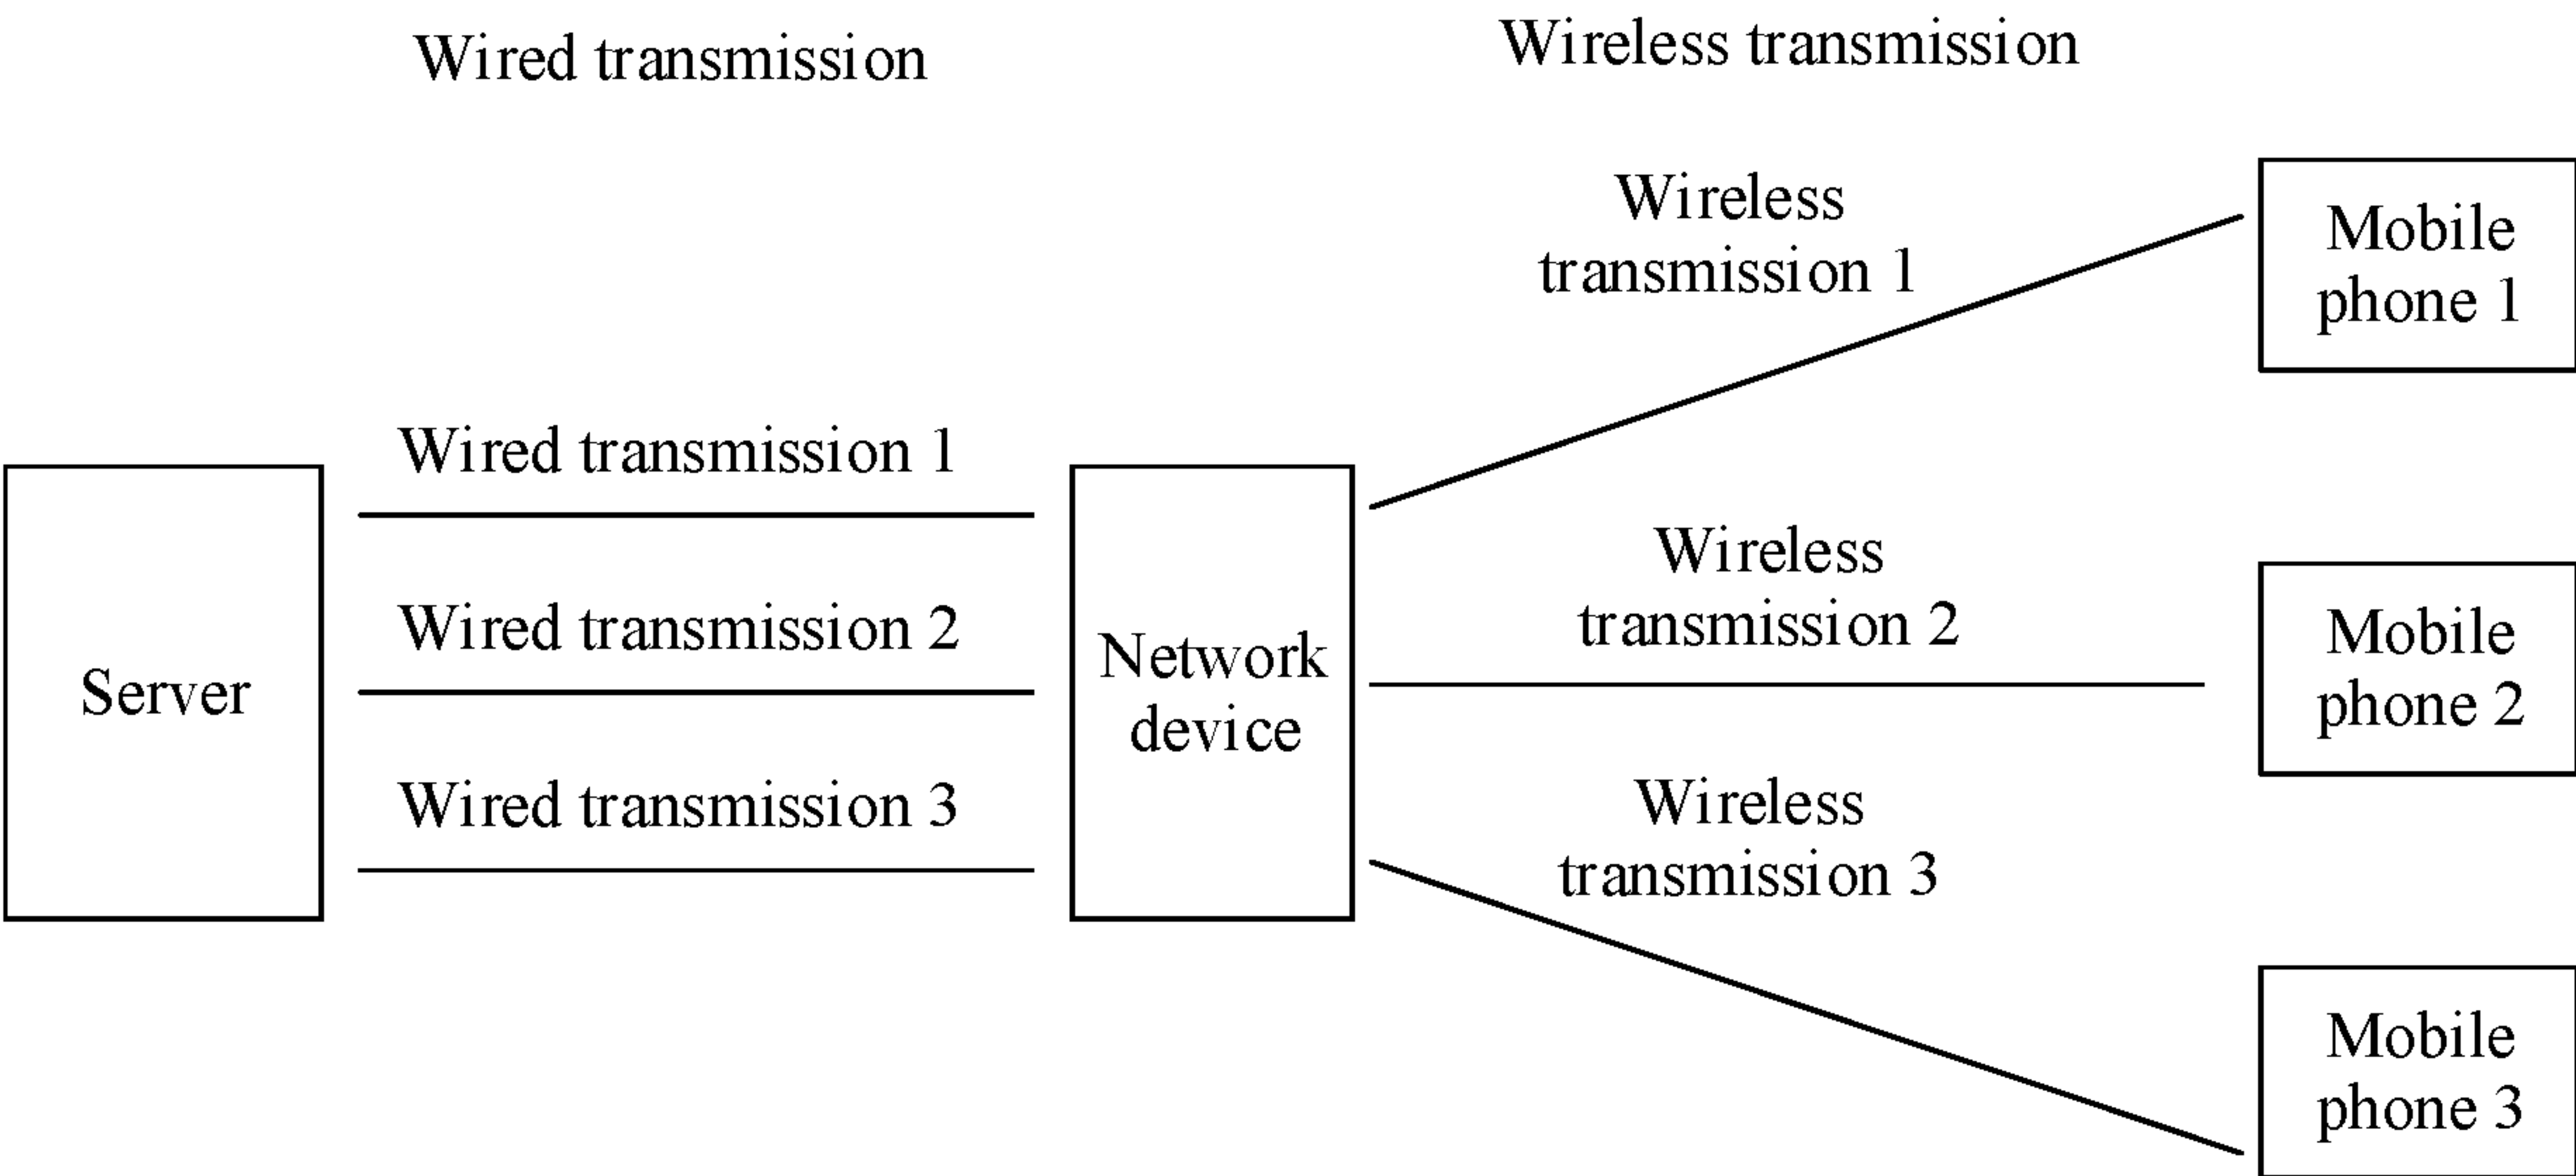 Wired transmission
Wireless transmission
Wireless
transmission 1
Mobile
phone 1
Wired transmission 1
Wired transmission 2
Wired transmission 3
Server
Network
device
Wireless
transmission 2
Mobile
phone 2
Wireless
transmission 3
Mobile
phone 3